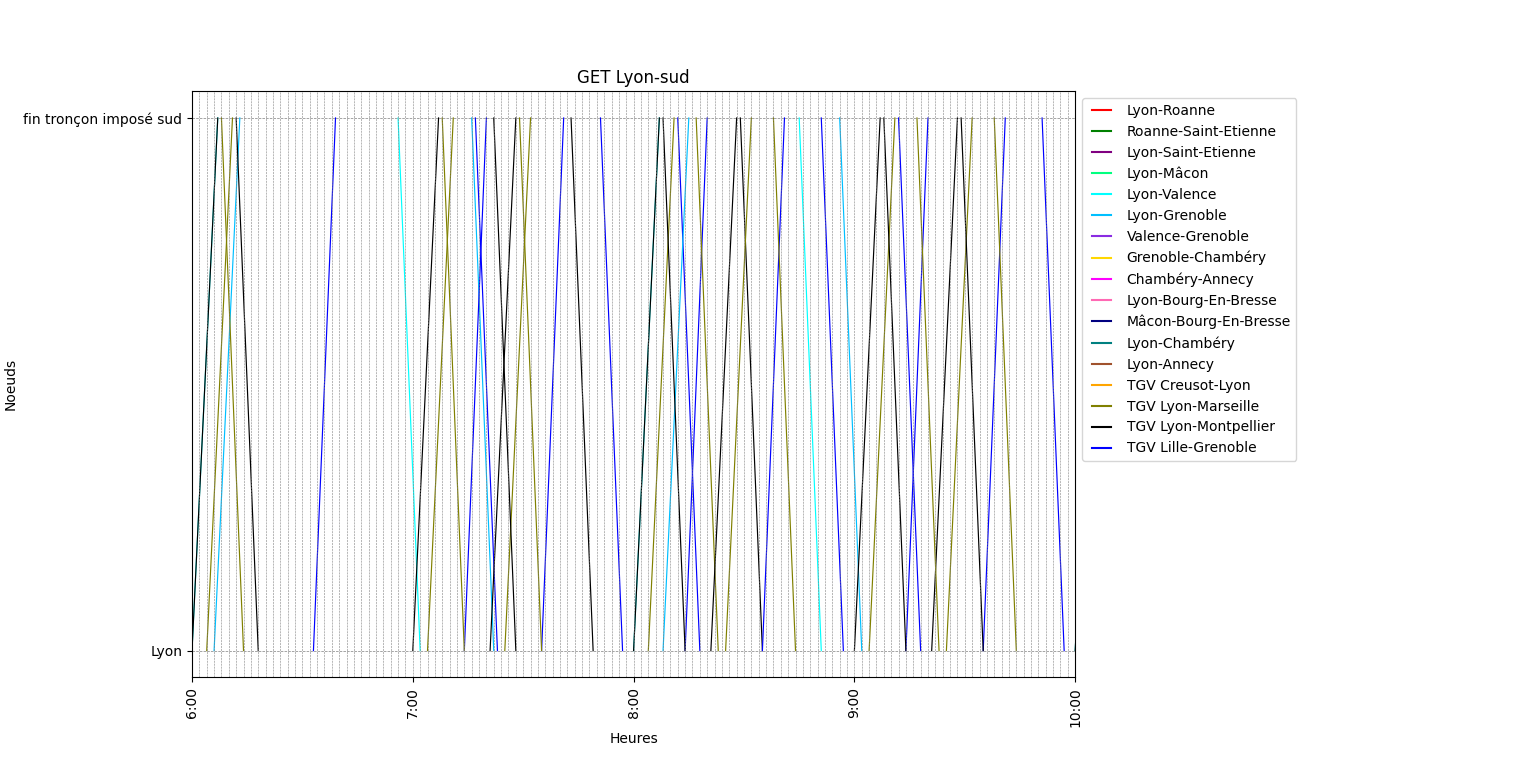 GET Lyon-sud
fin tronçon imposé sud
Lyon
Noeuds
6:00
7:00
8:00
9:00
10:00
Heures
Lyon-Roanne
Roanne-Saint-Etienne
Lyon-Saint-Etienne
Lyon-Mâcon
Lyon-Valence
Lyon-Grenoble
Valence-Grenoble
Grenoble-Chambéry
Chambéry-Annecy
Lyon-Bourg-En-Bresse
Mâcon-Bourg-En-Bresse
Lyon-Chambéry
Lyon-Annecy
TGV Creusot-Lyon
TGV Lyon-Marseille
TGV Lyon-Montpellier
TGV Lille-Grenoble